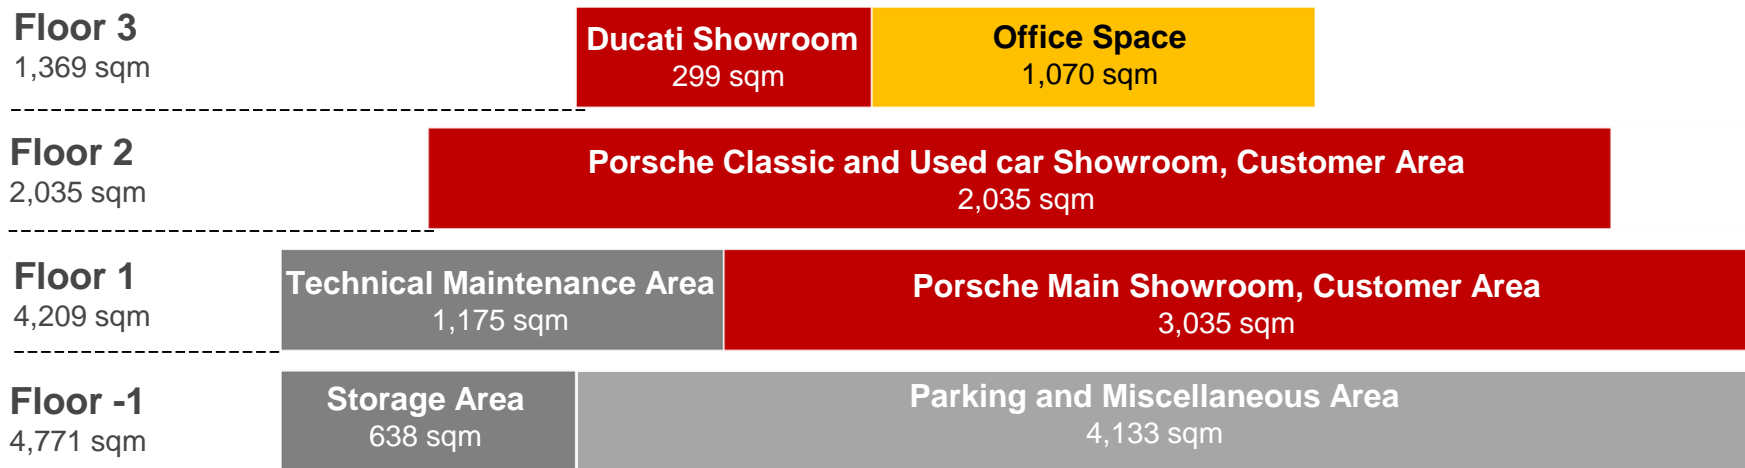 Floor 3
1,369 sqm
Ducati Showroom
299 sqm
Office Space
1,070 sqm
Floor 2
2,035 sqm
Porsche Classic and Used car Showroom, Customer Area
2,035 sqm
Floor 1
4,209 sqm
Technical Maintenance Area
1,175 sqm
Porsche Main Showroom, Customer Area
3,035 sqm
Floor -1
4,771 sqm
Storage Area
638 sqm
Parking and Miscellaneous Area
4,133 sqm